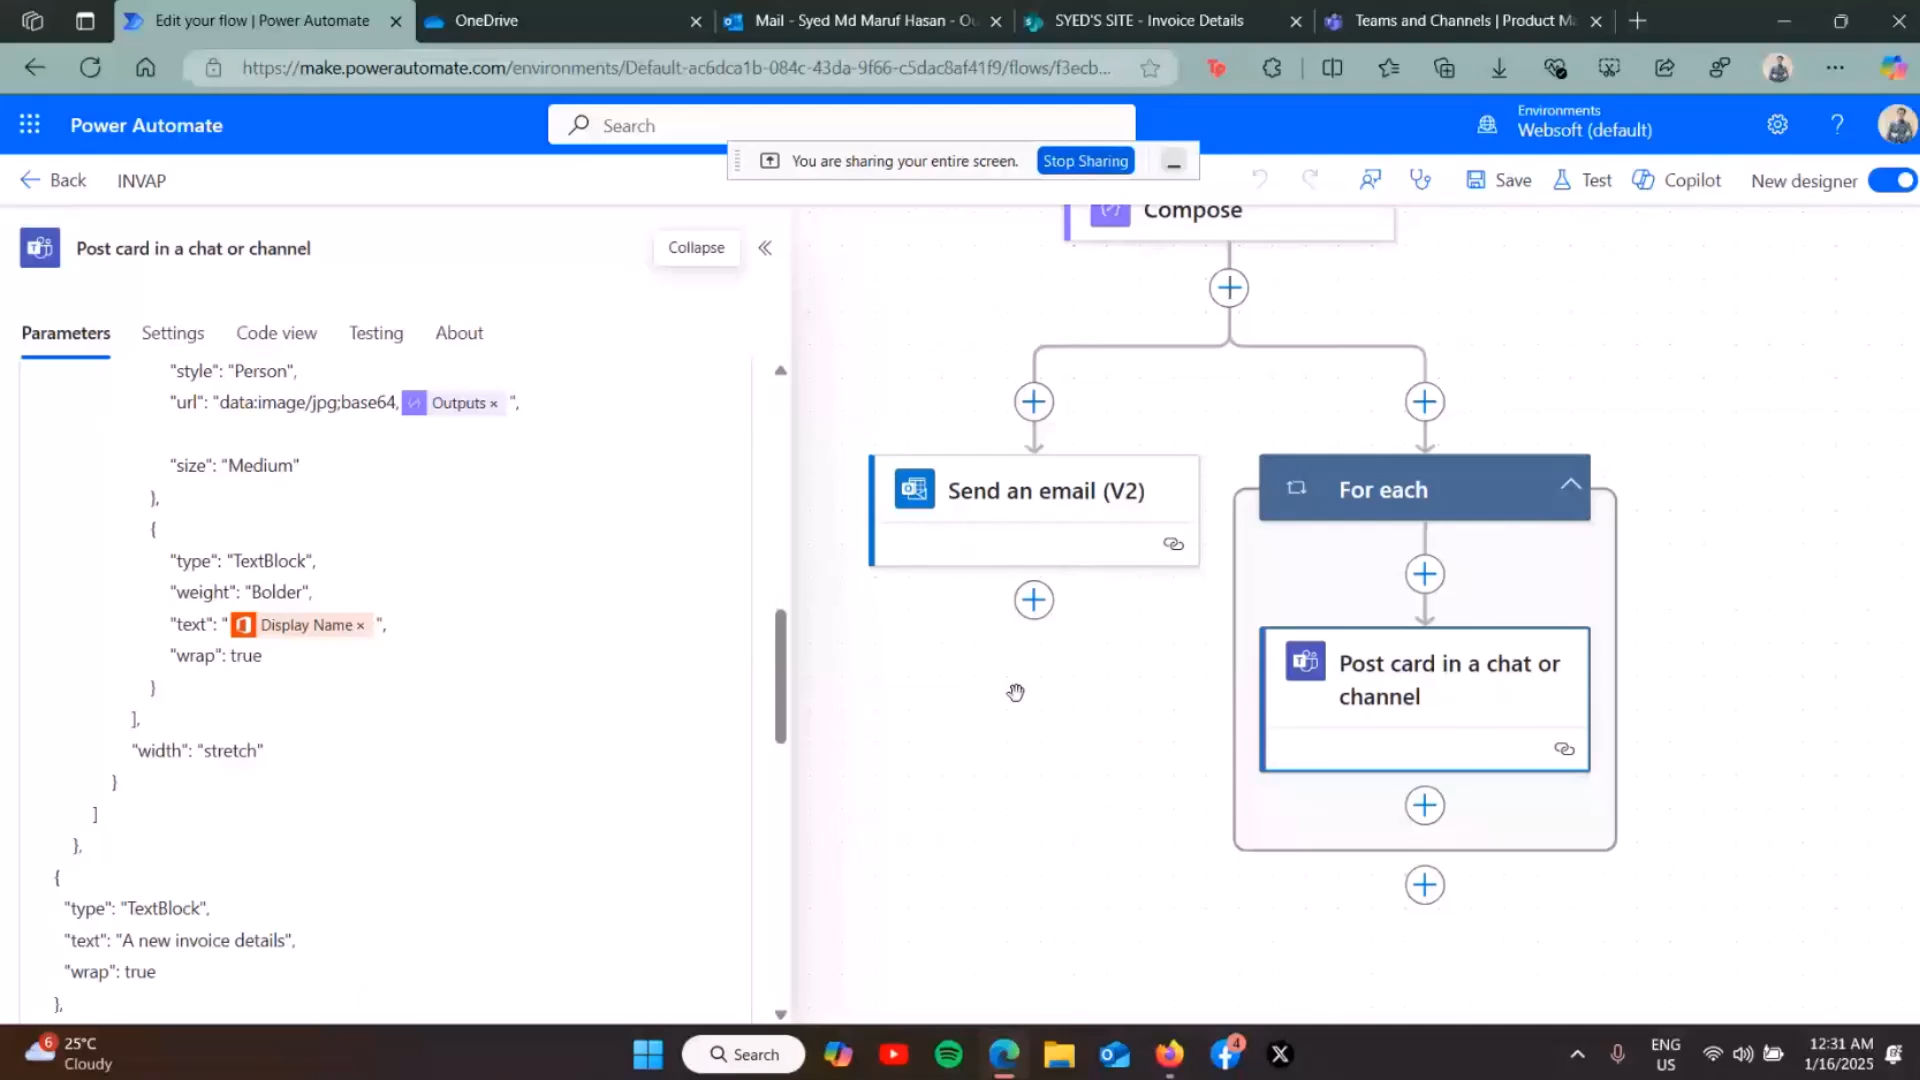 Edit your flow | Power Automate
OneDrive
Mail - Syed Md Maruf Hasan - Ou
SYED'S SITE - Invoice Details
Teams and Channels | Product Ma
https://make.powerautomate.com/environments/Default-ac6dca1b-084c-43da-9f66-c5dac8af41f9/flows/f3ecb...
Power Automate
Search
Environments
Websoft (default)
You are sharing your entire screen.
Stop Sharing
Back
INVAP
Save
Test
Copilot
New designer
Post card in a chat or channel
Collapse
Parameters
Settings
Code view
Testing
About
"style": "Person",
"url": "data:image/jpg;base64, Outputs × ",
"size": "Medium"
},
{
"type": "TextBlock",
"weight": "Bolder",
"text": " Display Name × ",
"wrap": true
}
],
"width": "stretch"
}
]
},
{
"type": "TextBlock",
"text": "A new invoice details",
"wrap": true
},
Compose
Send an email (V2)
For each
Post card in a chat or
channel
6
25°C
Cloudy
Search
4
ENG
US
12:31 AM
1/16/2025